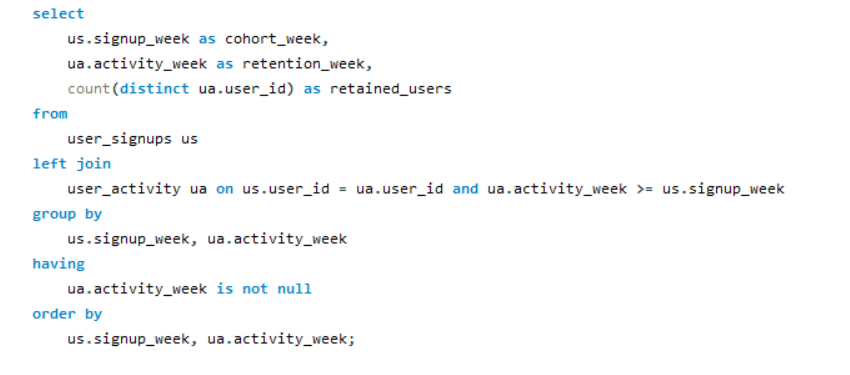 select
us.signup_week as cohort_week,
ua.activity_week as retention_week,
count(distinct ua.user_id) as retained_users
from
user_signups us
left join
user_activity ua on us.user_id = ua.user_id and ua.activity_week >= us.signup_week
group by
us.signup_week, ua.activity_week
having
ua.activity_week is not null
order by
us.signup_week, ua.activity_week;